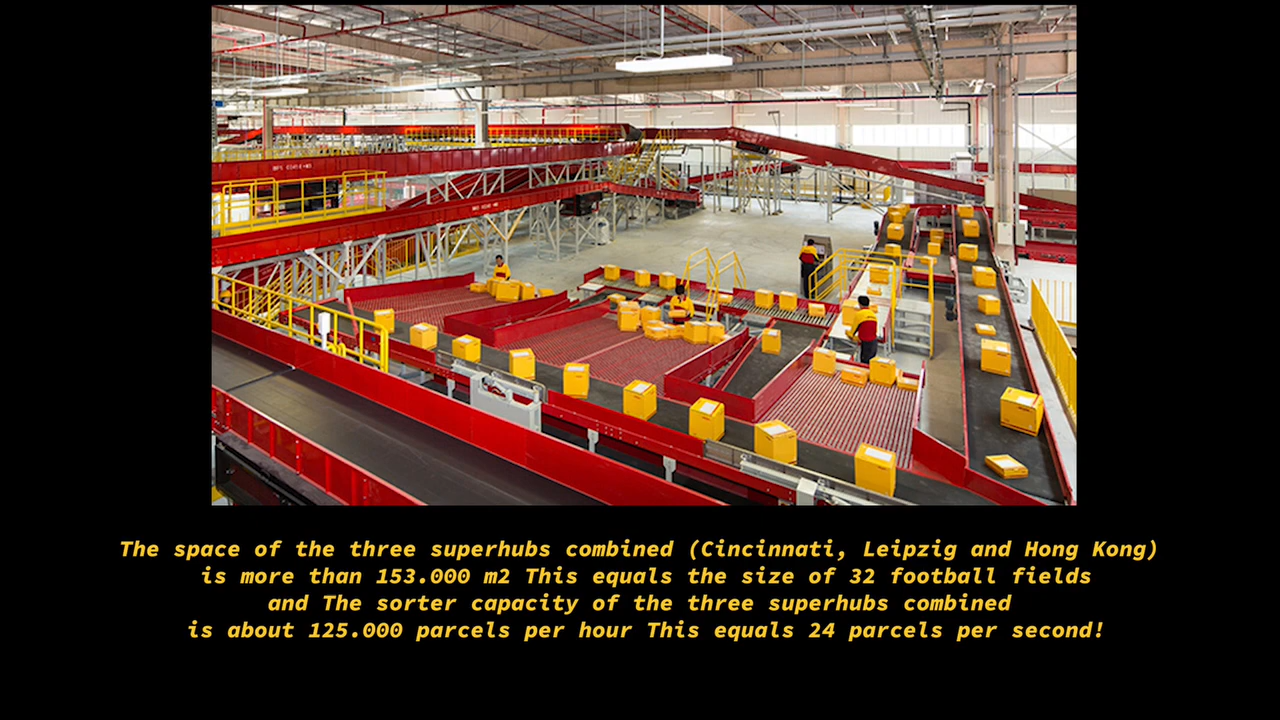 The space of the three superhubs combined (Cincinnati, Leipzig and Hong Kong)
is more than 153.000 m2 This equals the size of 32 football fields
and The sorter capacity of the three superhubs combined
is about 125.000 parcels per hour This equals 24 parcels per second!